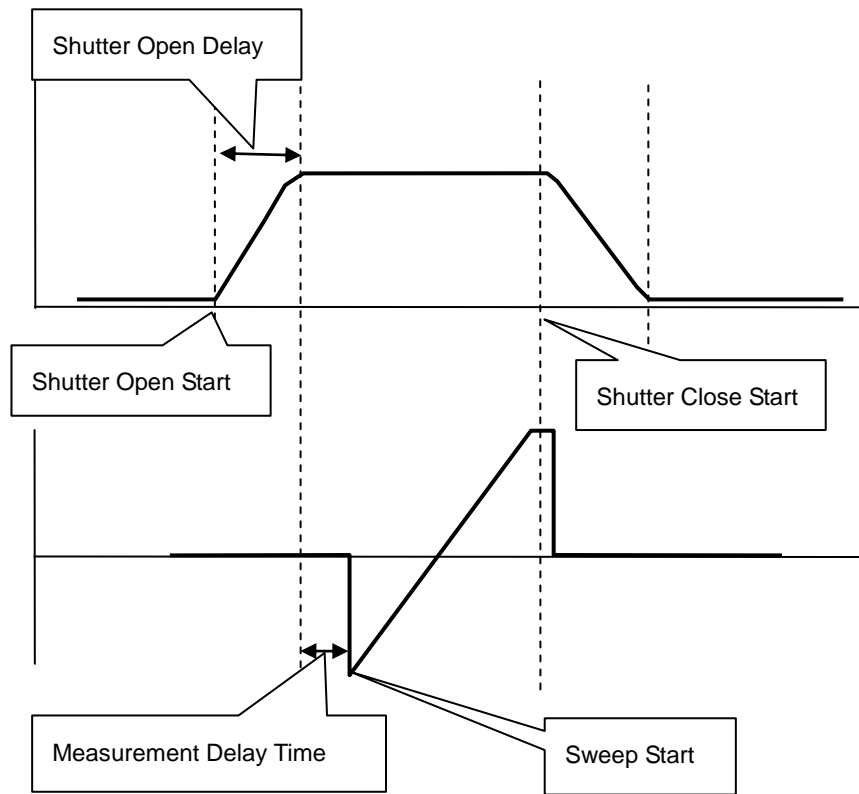 Shutter Open Delay
Shutter Open Start
Shutter Close Start
Measurement Delay Time
Sweep Start